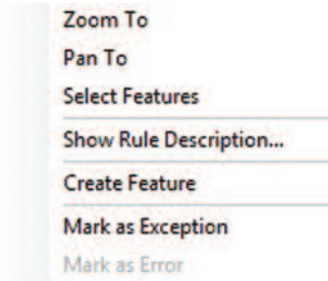 Zoom To
Pan To
Select Features
Show Rule Description...
Create Feature
Mark as Exception
Mark as Error